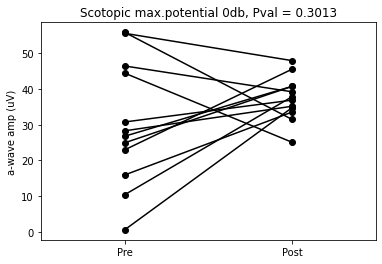 Scotopic max.potential 0db, Pval = 0.3013
a-wave amp (uV)
50
40
30
20
10
0
Pre
Post